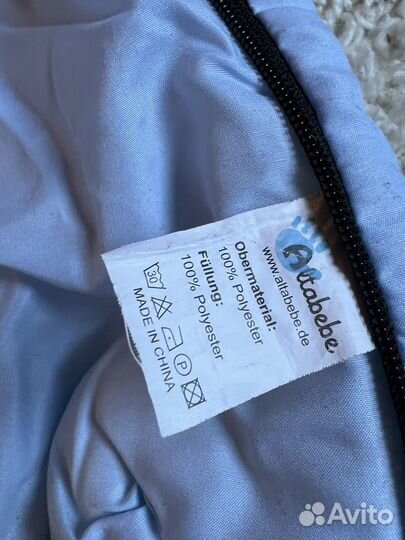 Altabebe
www.altabebe.de
Obermaterial:
100% Polyester
Füllung:
100% Polyester
30
P
MADE IN CHINA
Avito